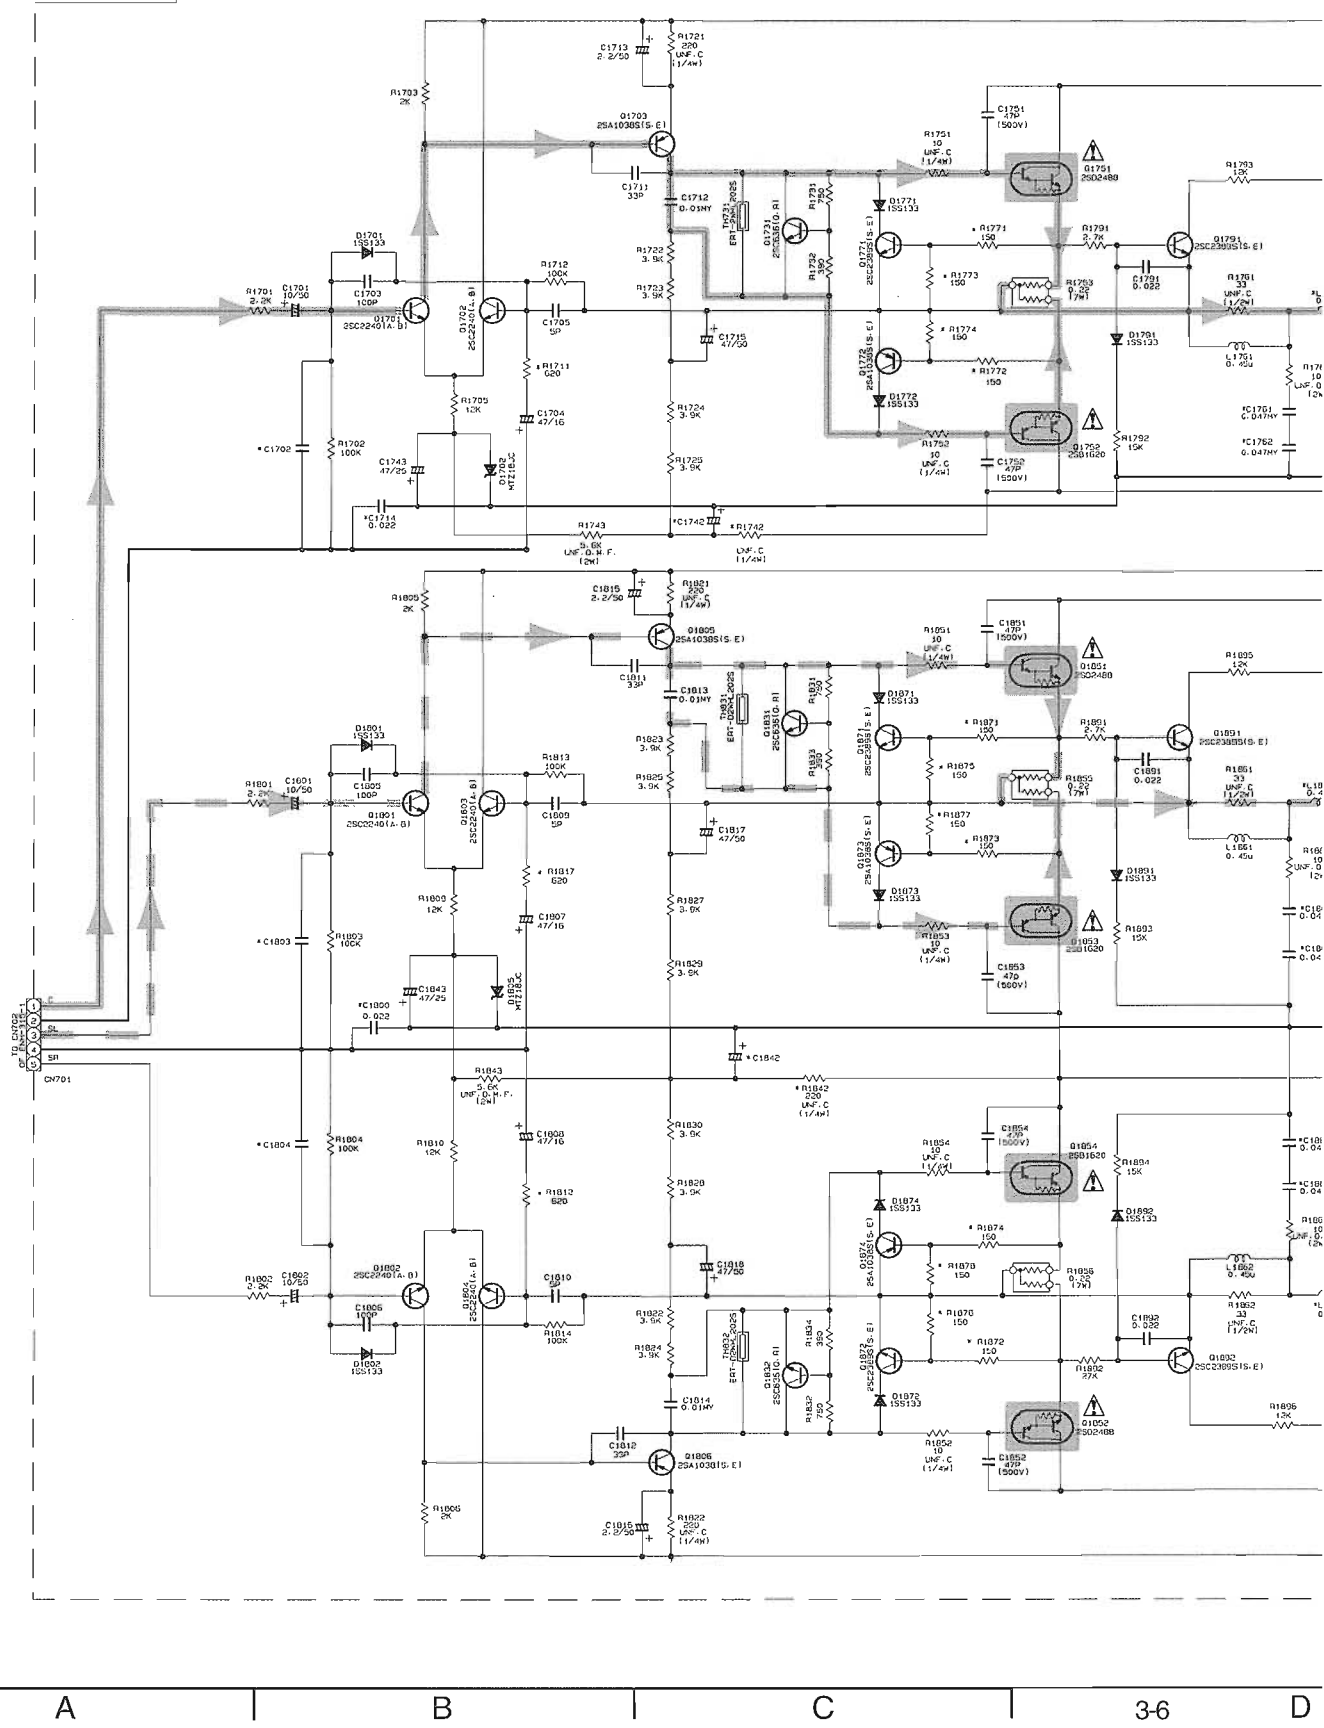 C1713
2.2/50
R1721
220
UNF.C
(1/4W)
R1703
2K
Q1703
2SA1038S(S.E)
C1711
33P
C1712
0.01MY
R1751
10
UNF.C
(1/4W)
C1751
47P
(500V)
Q1751
2SD2488
R1793
12K
TH731
Q1731
R1731
750
R1732
390
D1771
1SS133
Q1771
2SC2389S(S.E)
* R1771
150
* R1773
150
R1791
2.7K
Q1791
2SC2389S(S.E)
C1791
0.022
R1761
33
UNF.C
(1/2W)
D1701
1SS133
C1703
100P
R1701
2.2K
C1701
10/50
Q1701
2SC2240(A.B)
Q1702
2SC2240(A.B)
R1712
100K
C1705
5P
R1722
3.9K
R1723
3.9K
C1715
47/50
* R1774
150
R1753
0.22
(7W)
D1791
1SS133
L1761
0.45u
*R1711
620
R1705
12K
C1704
47/16
Q1772
2SA1038S(S.E)
* R1772
150
D1772
1SS133
R1724
3.9K
R1725
3.9K
R1752
10
UNF.C
(1/4W)
C1752
47P
(500V)
Q1752
2SB1620
R1792
15K
*C1761
0.047MY
*C1762
0.047MY
*C1702
R1702
100K
C1743
47/25
D1702
MTZ18JC
*C1714
0.022
R1743
5.6K
UNF.O.M.F.
(2W)
*C1742
*R1742
UNF.C
(1/4W)
R1805
2K
C1815
2.2/50
R1821
220
UNF.C
(1/4W)
Q1805
2SA1038S(S.E)
C1811
33P
C1813
0.01MY
R1851
10
UNF.C
(1/4W)
C1851
47P
(500V)
Q1851
2SD2488
R1895
12K
TH831
Q1831
R1831
750
R1833
390
D1871
1SS133
Q1871
2SC2389S(S.E)
* R1871
150
* R1875
150
R1891
2.7K
Q1891
2SC2389S(S.E)
C1891
0.022
R1861
33
UNF.C
(1/2W)
D1801
1SS133
C1805
100P
R1801
2.2K
C1801
10/50
Q1801
2SC2240(A.B)
Q1803
2SC2240(A.B)
R1813
100K
C1809
5P
R1823
3.9K
R1825
3.9K
C1817
47/50
* R1877
150
R1855
0.22
(7W)
L1861
0.45u
* R1817
620
R1809
12K
C1807
47/16
Q1873
2SA1038S(S.E)
* R1873
150
D1873
1SS133
D1891
1SS133
R1827
3.9K
R1829
3.9K
R1853
10
UNF.C
(1/4W)
C1853
47p
(500V)
Q1853
2SB1620
R1893
15K
*C1803
R1803
100K
C1843
47/25
D1805
MTZ18JC
*C1800
0.022
TO CN702
1
2
3
4
5
C
SL
SR
CN701
R1843
5.6K
UNF.O.M.F.
(2W)
*C1842
*R1842
220
UNF.C
(1/4W)
*C1804
R1804
100K
R1810
12K
C1808
47/16
* R1812
620
R1830
3.9K
R1828
3.9K
R1854
10
UNF.C
(1/4W)
C1854
47P
(500V)
Q1854
2SB1620
R1894
15K
D1892
1SS133
D1874
1SS133
Q1874
2SA1038S(S.E)
* R1874
150
* R1878
150
R1856
0.22
(7W)
L1862
0.45u
R1862
33
UNF.C
(1/2W)
R1802
2.2K
C1802
10/50
Q1802
2SC2240(A.B)
Q1804
2SC2240(A.B)
C1810
5P
R1814
100K
C1818
47/50
C1806
100P
D1802
1SS133
R1822
3.9K
R1824
3.9K
C1814
0.01MY
TH832
Q1832
R1834
390
R1832
750
Q1872
2SC2389S(S.E)
* R1876
150
* R1872
150
D1872
1SS133
R1892
27K
C1892
0.022
Q1892
2SC2389S(S.E)
R1896
12K
C1812
33P
Q1806
2SA1038(S.E)
R1852
10
UNF.C
(1/4W)
C1852
47P
(500V)
Q1852
2SD2488
R1806
2K
C1816
2.2/50
R1822
220
UNF.C
(1/4W)
A
B
C
3-6
D